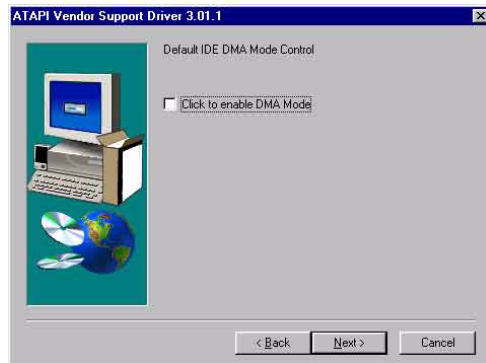 ATAPI Vendor Support Driver 3.01.1
Default IDE DMA Mode Control
Click to enable DMA Mode
< Back
Next >
Cancel